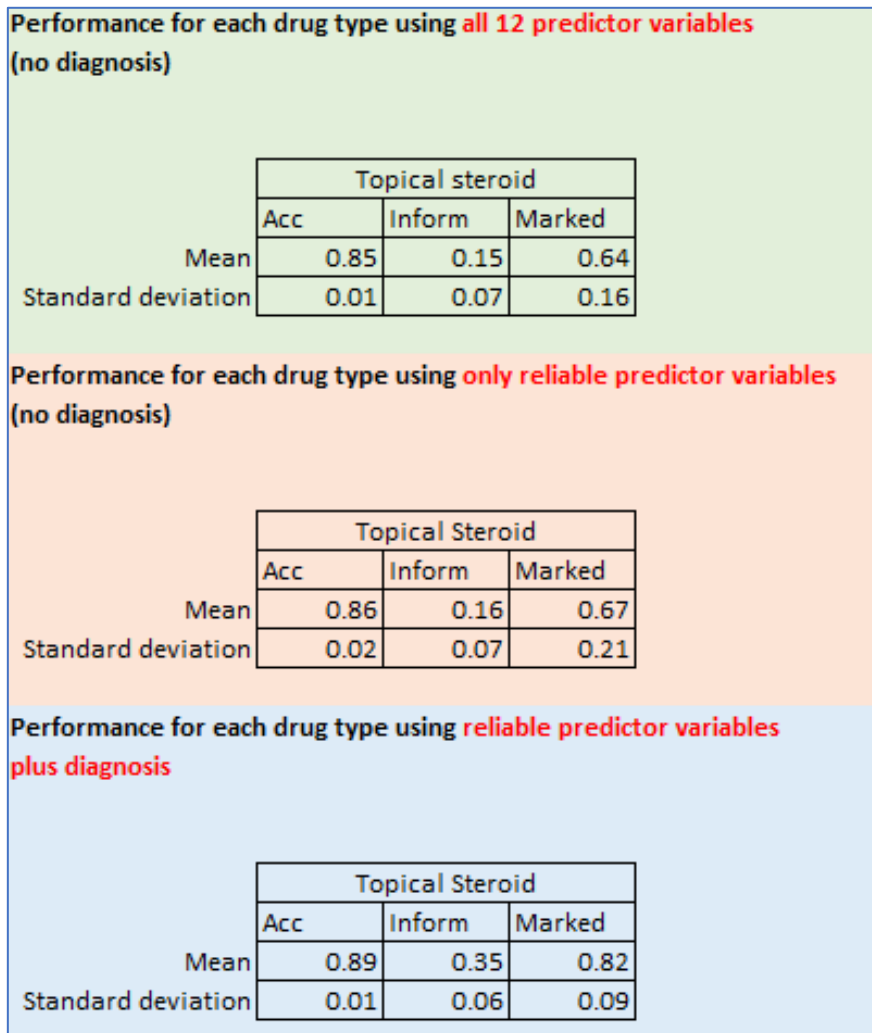 Performance for each drug type using all 12 predictor variables
(no diagnosis)
Topical steroid
Acc Inform Marked
Mean 0.85 0.15 0.64
Standard deviation 0.01 0.07 0.16
Performance for each drug type using only reliable predictor variables
(no diagnosis)
Topical Steroid
Acc Inform Marked
Mean 0.86 0.16 0.67
Standard deviation 0.02 0.07 0.21
Performance for each drug type using reliable predictor variables
plus diagnosis
Topical Steroid
Acc Inform Marked
Mean 0.89 0.35 0.82
Standard deviation 0.01 0.06 0.09